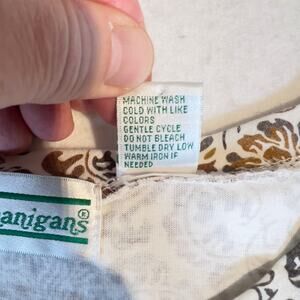 MACHINE WASH
COLD WITH LIKE
COLORS
GENTLE CYCLE
DO NOT BLEACH
TUMBLE DRY LOW
WARM IRON IF
NEEDED
anigans®